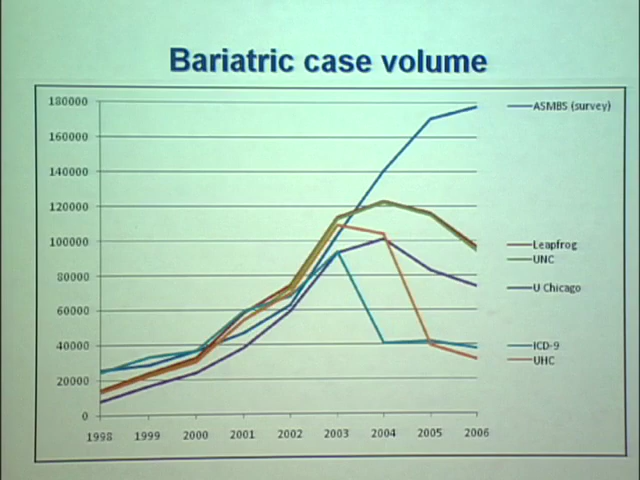 Bariatric case volume
180000
160000
140000
120000
100000
80000
60000
40000
20000
0
1998 1999 2000 2001 2002 2003 2004 2005 2006
ASMBS (survey)
Leapfrog
UNC
U Chicago
ICD-9
UHC